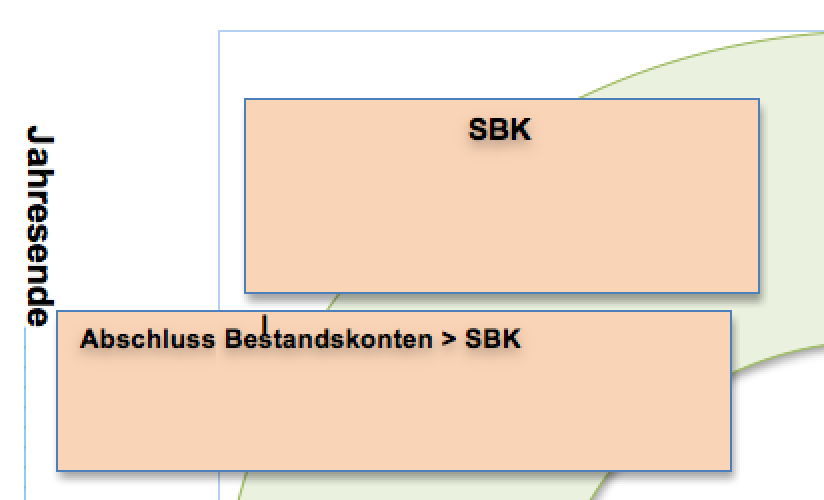 Jahresende
SBK
Abschluss Bestandskonten > SBK